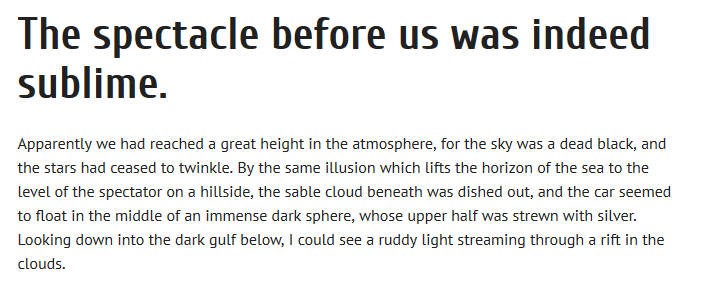 The spectacle before us was indeed
sublime.
Apparently we had reached a great height in the atmosphere, for the sky was a dead black, and
the stars had ceased to twinkle. By the same illusion which lifts the horizon of the sea to the
level of the spectator on a hillside, the sable cloud beneath was dished out, and the car seemed
to float in the middle of an immense dark sphere, whose upper half was strewn with silver.
Looking down into the dark gulf below, I could see a ruddy light streaming through a rift in the
clouds.